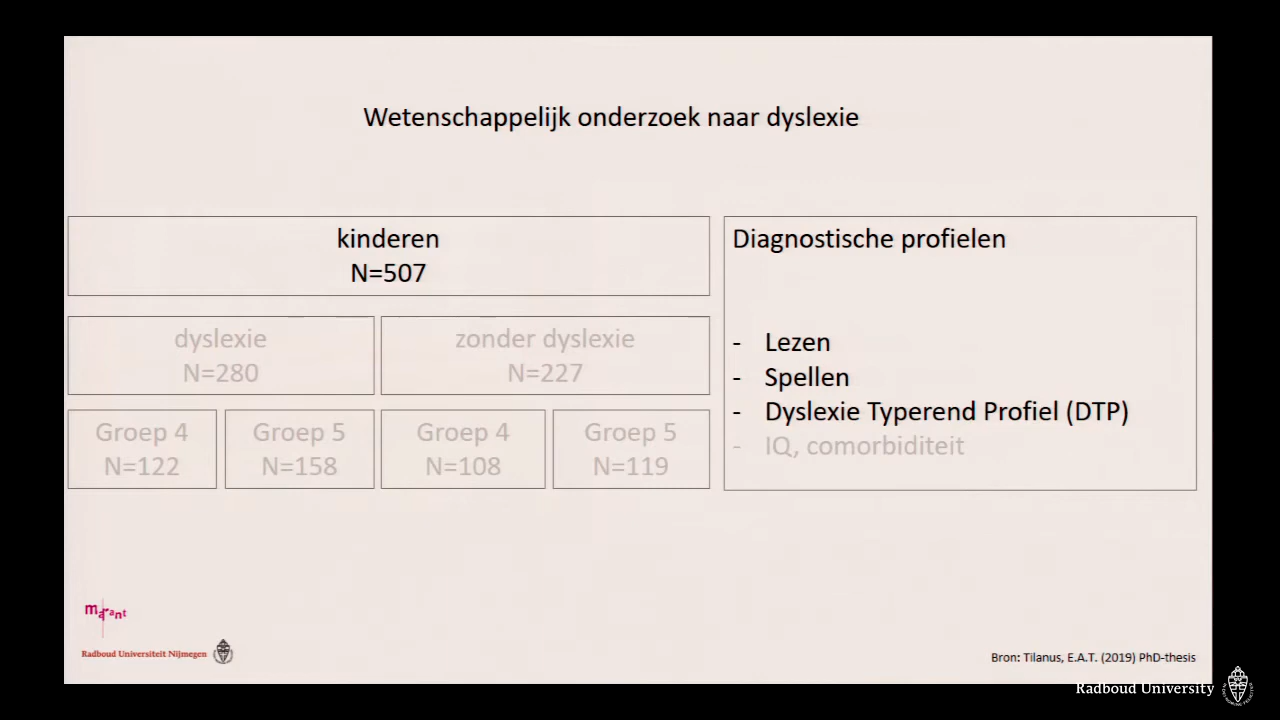 Wetenschappelijk onderzoek naar dyslexie
kinderen
N=507
dyslexie
N=280
zonder dyslexie
N=227
Groep 4
N=122
Groep 5
N=158
Groep 4
N=108
Groep 5
N=119
Diagnostische profielen
- Lezen
- Spellen
- Dyslexie Typerend Profiel (DTP)
- IQ, comorbiditeit
marant
Radboud Universiteit Nijmegen
Bron: Tilanus, E.A.T. (2019) PhD-thesis
Radboud University